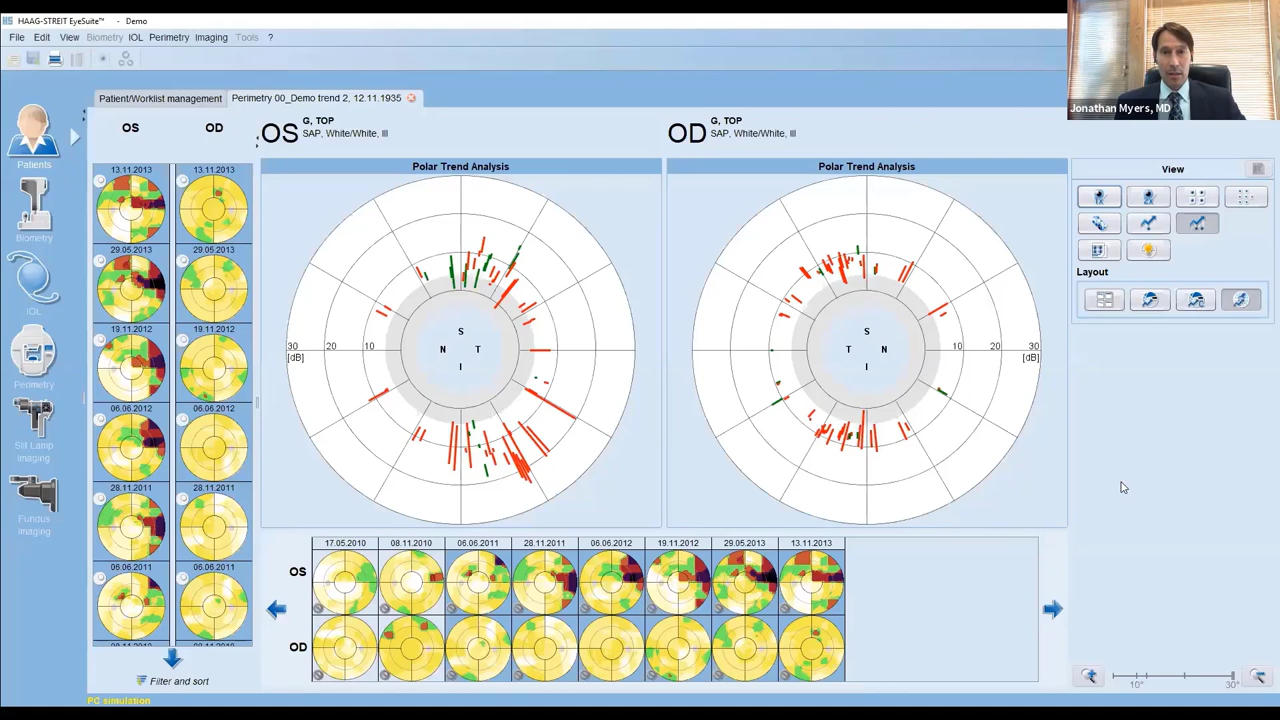 HAAG-STREIT EyeSuite™ - Demo
File Edit View Biometry IOL Perimetry Imaging Tools ?
Jonathan Myers, MD
Patient/Worklist management
Perimetry 00_Demo trend 2, 12.11.1935
Patients
Biometry
IOL
Perimetry
Slit Lamp
Imaging
Fundus
Imaging
OS OD
13.11.2013 13.11.2013
29.05.2013 29.05.2013
19.11.2012 19.11.2012
06.06.2012 06.06.2012
28.11.2011 28.11.2011
06.06.2011 06.06.2011
Filter and sort
PC simulation
OS
G, TOP
SAP, White/White, III
Polar Trend Analysis
S
N T
I
30 20 10
[dB]
OD
G, TOP
SAP, White/White, III
Polar Trend Analysis
S
T N
I
10 20 30
[dB]
17.05.2010 08.11.2010 06.06.2011 28.11.2011 06.06.2012 19.11.2012 29.05.2013 13.11.2013
OS
OD
View
Layout
10° 30°